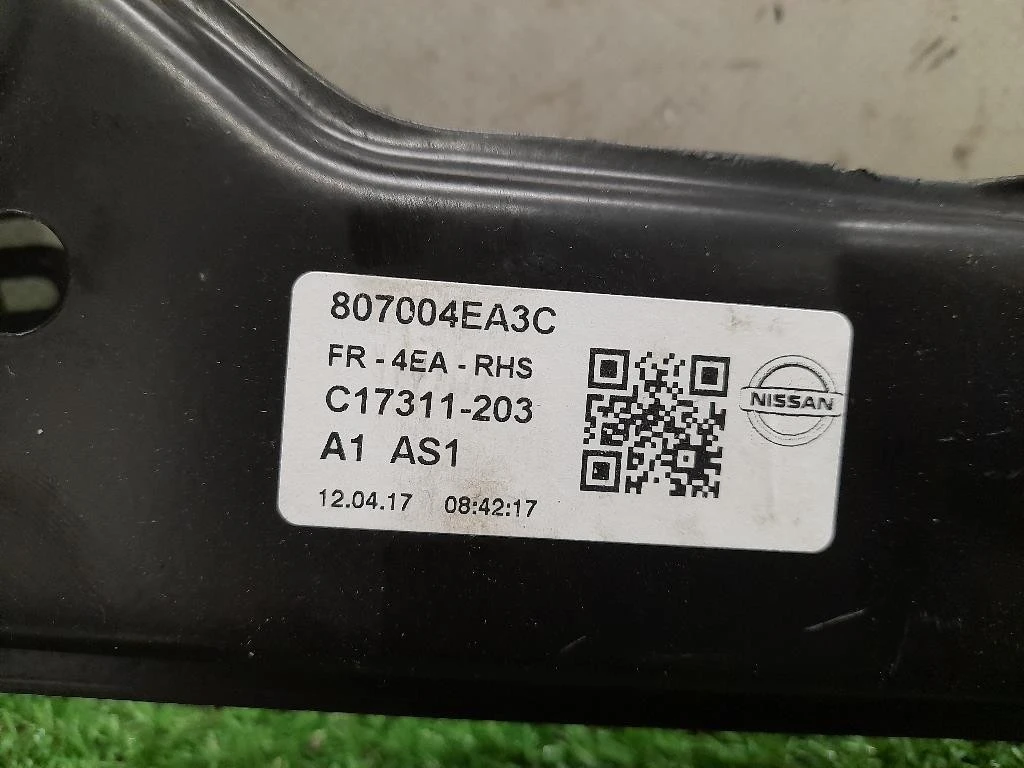 807004EA3C
FR - 4EA - RHS
C17311-203
A1 AS1
12.04.17 08:42:17
NISSAN